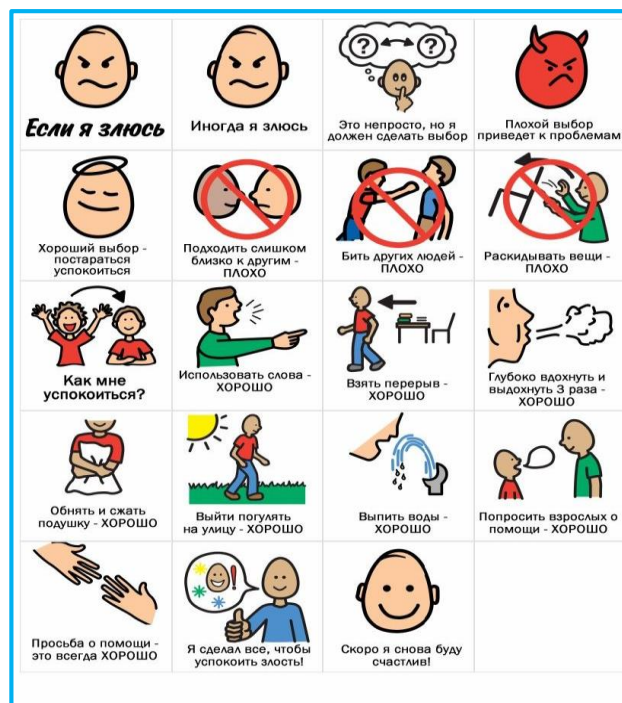 Если я злюсь
Иногда я злюсь
Это непросто, но я
должен сделать выбор
Плохой выбор
приведет к проблемам
Хороший выбор -
постараться
успокоиться
Подходить слишком
близко к другим -
ПЛОХО
Бить других людей -
ПЛОХО
Раскидывать вещи -
ПЛОХО
Как мне
успокоиться?
Использовать слова -
ХОРОШО
Взять перерыв -
ХОРОШО
Глубоко вдохнуть и
выдохнуть 3 раза -
ХОРОШО
Обнять и сжать
подушку - ХОРОШО
Выйти погулять
на улицу - ХОРОШО
Выпить воды -
ХОРОШО
Попросить взрослых о
помощи - ХОРОШО
Просьба о помощи -
это всегда ХОРОШО
Я сделал все, чтобы
успокоить злость!
Скоро я снова буду
счастлив!